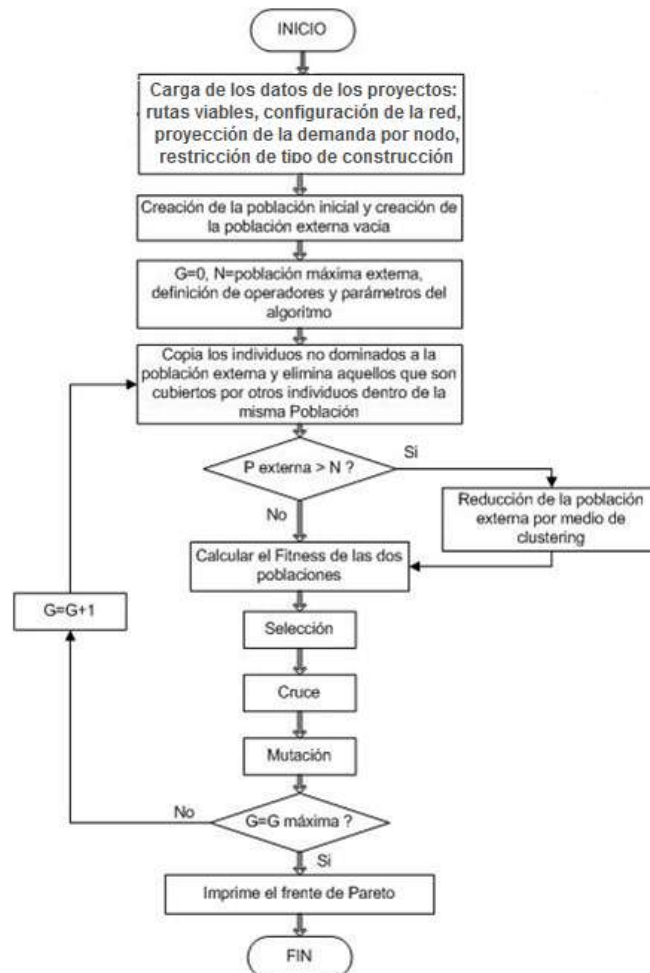 INICIO
Carga de los datos de los proyectos:
rutas viables, configuración de la red,
proyección de la demanda por nodo,
restricción de tipo de construcción
Creación de la población inicial y creación de
la población externa vacia
G=0, N=población máxima externa,
definición de operadores y parámetros del
algoritmo
Copia los individuos no dominados a la
población externa y elimina aquellos que son
cubiertos por otros individuos dentro de la
misma Población
P externa > N ?
Si
No
Reducción de la población
externa por medio de
clustering
Calcular el Fitness de las dos
poblaciones
G=G+1
Selección
Cruce
Mutación
No
G=G máxima ?
Si
Imprime el frente de Pareto
FIN